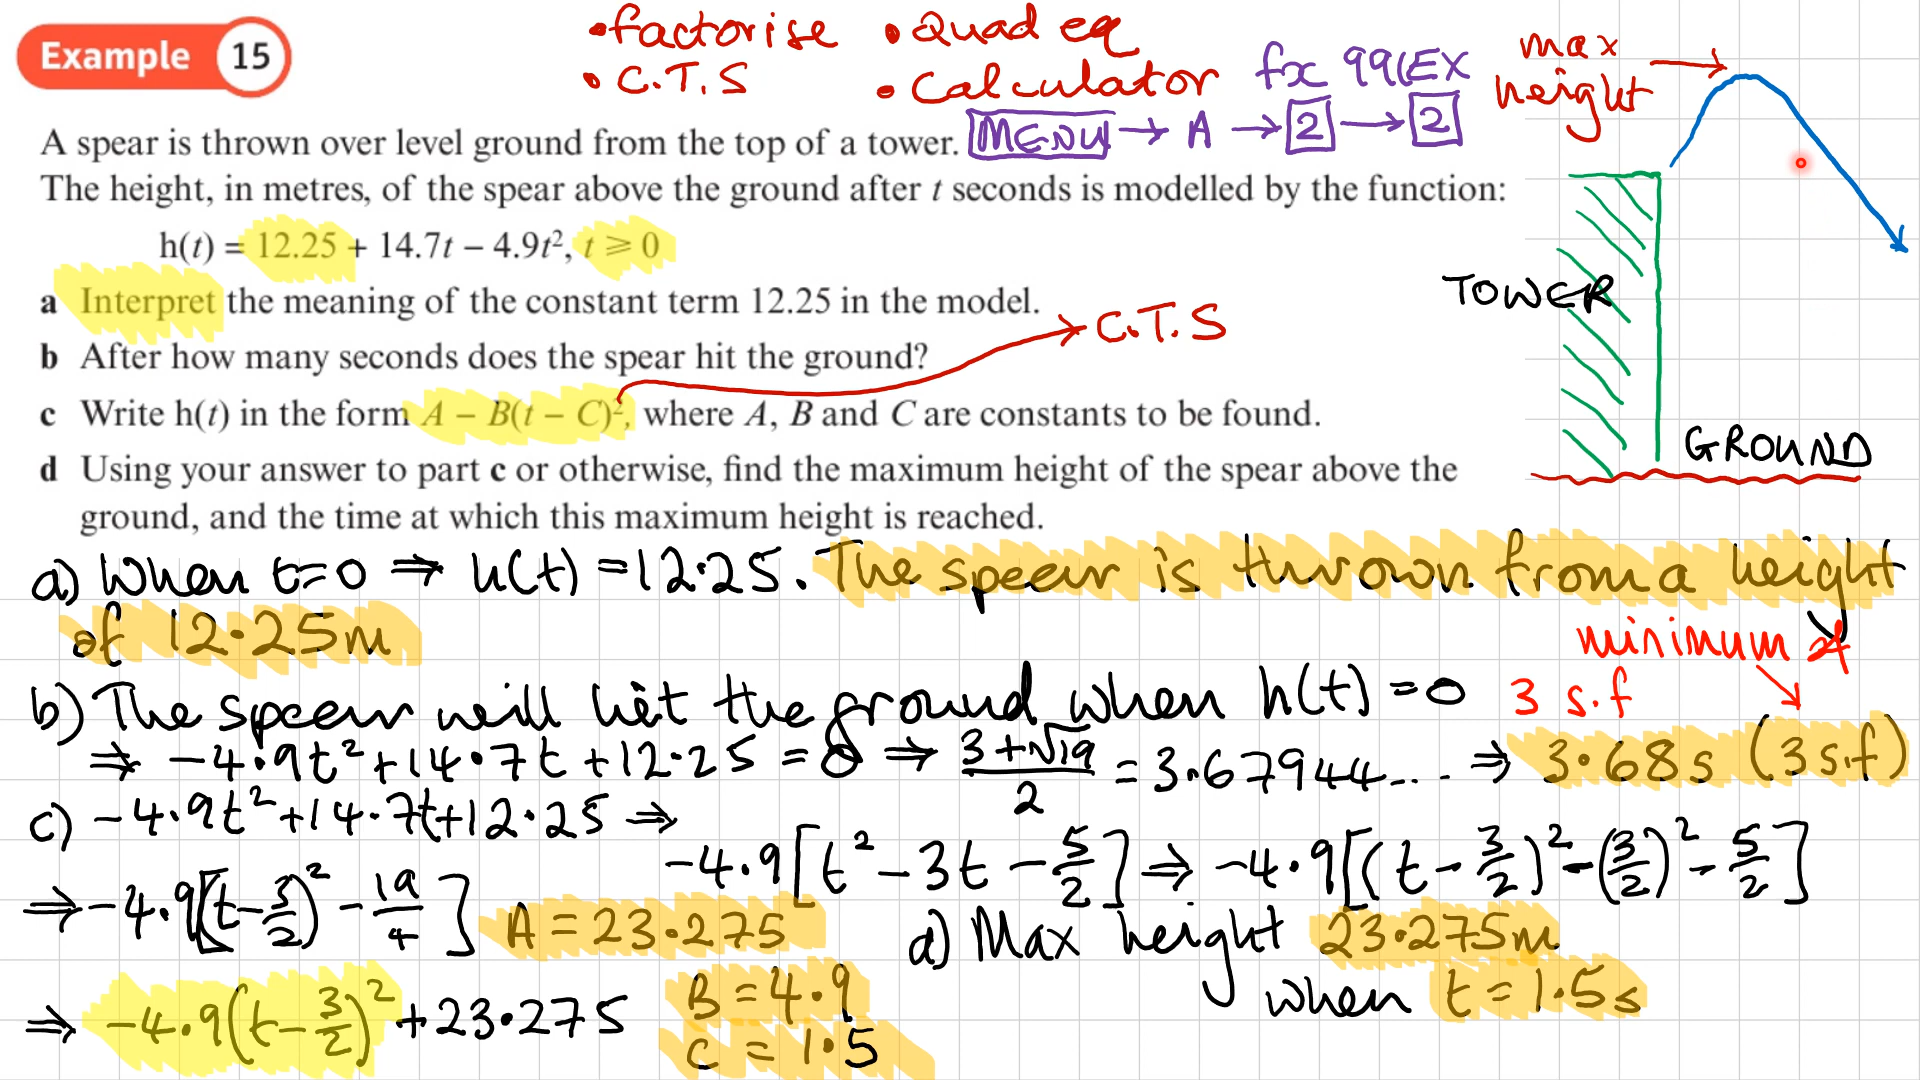 Example 15
•factorise •Quad eq
•C.T.S •Calculator fx 991EX
MENU → A → 2 → 2
max height →
A spear is thrown over level ground from the top of a tower.
The height, in metres, of the spear above the ground after t seconds is modelled by the function:
h(t) = 12.25 + 14.7t − 4.9t², t ⩾ 0
a Interpret the meaning of the constant term 12.25 in the model.
→ C.T.S
TOWER
b After how many seconds does the spear hit the ground?
c Write h(t) in the form A − B(t − C)², where A, B and C are constants to be found.
GROUND
d Using your answer to part c or otherwise, find the maximum height of the spear above the
ground, and the time at which this maximum height is reached.
a) When t=0 ⇒ h(t) =12·25. The spear is thrown from a height
of 12·25m
minimum of
3 s.f
b) The spear will hit the ground when h(t) =0
⇒ -4·9t²+14·7t+12·25 = 0 ⇒ (3+√19)/2 = 3·67944... ⇒ 3·68s (3 s.f)
c) -4·9t²+14·7t+12·25 ⇒
-4·9[t²-3t-5/2] ⇒ -4·9[(t-3/2)²-(3/2)²-5/2]
⇒ -4·9[(t-3/2)²-19/4] A = 23·275
⇒ -4·9(t-3/2)²+23·275 B = 4·9
C = 1·5
d) Max height 23·275m
when t=1·5s